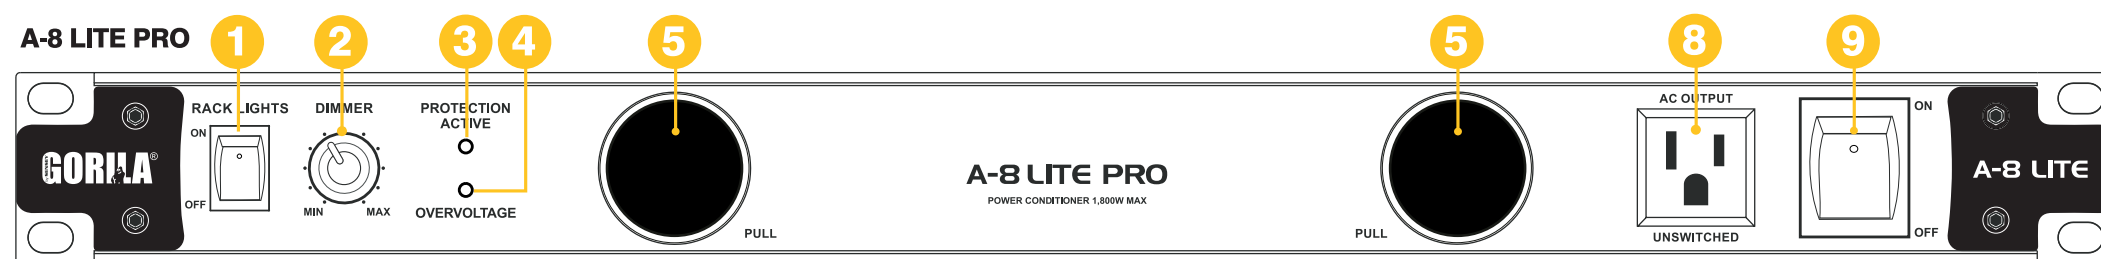 A-8 LITE PRO
1
2
3
4
5
5
8
9
RACK LIGHTS
ON
OFF
DIMMER
MIN
MAX
PROTECTION
ACTIVE
OVERVOLTAGE
GORILLA®
PULL
A-8 LITE PRO
POWER CONDITIONER 1,800W MAX
PULL
AC OUTPUT
UNSWITCHED
ON
OFF
A-8 LITE